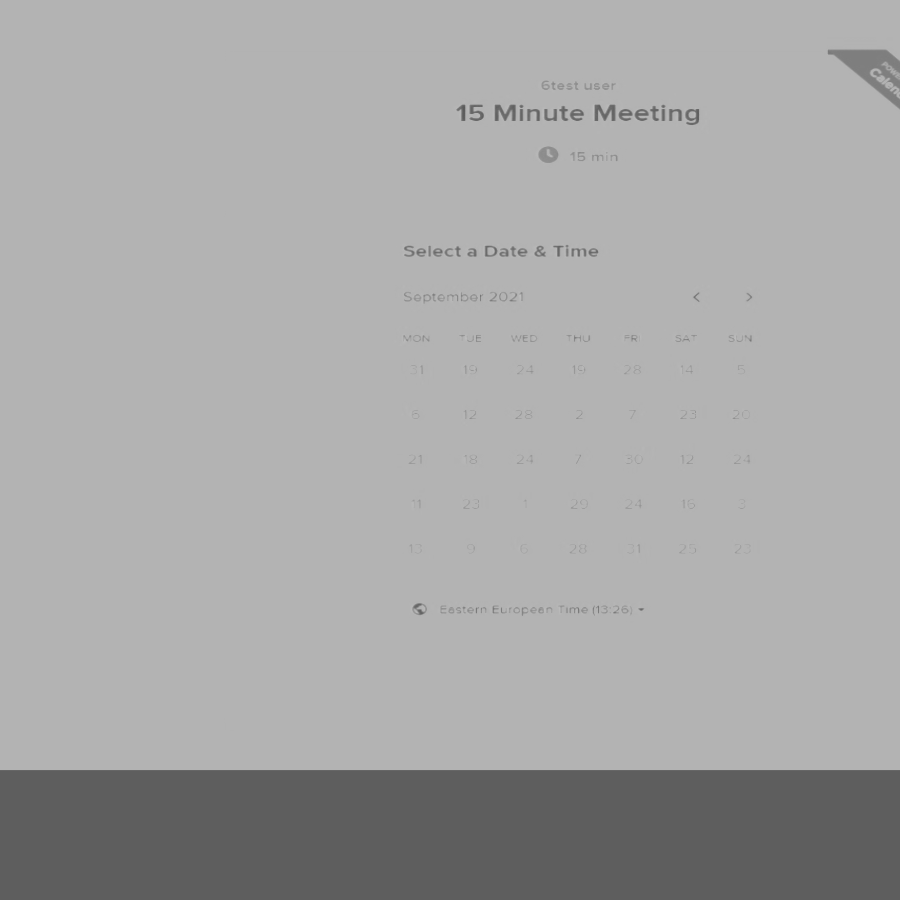 6test user
15 Minute Meeting
15 min
Select a Date & Time
September 2021
MON TUE WED THU FRI SAT SUN
31 19 24 19 28 14 5
6 12 28 2 7 23 20
21 18 24 7 30 12 24
11 23 1 29 24 16 3
13 9 6 28 31 25 23
Eastern European Time (13:26)